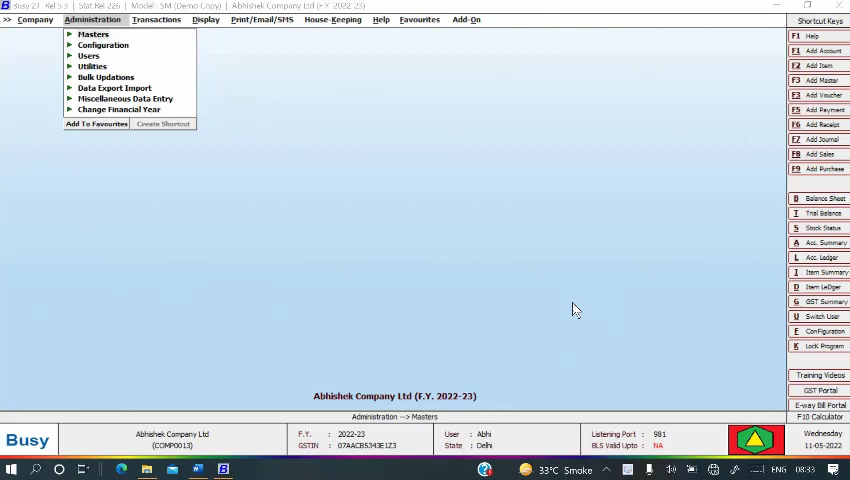 Busy 21 Rel 5.3 | Stat Rel 226 | Model : SM (Demo Copy) | Abhishek Company Ltd (F.Y. 2022-23)
>> Company Administration Transactions Display Print/Email/SMS House-Keeping Help Favourites Add-On
Shortcut Keys
Masters
Configuration
Users
Utilities
Bulk Updations
Data Export Import
Miscellaneous Data Entry
Change Financial Year
Add To Favourites Create Shortcut
F1 Help
F1 Add Account
F2 Add Item
F3 Add Master
F3 Add Voucher
F5 Add Payment
F6 Add Receipt
F7 Add Journal
F8 Add Sales
F9 Add Purchase
B Balance Sheet
T Trial Balance
S Stock Status
A Acc. Summary
L Acc. Ledger
I Item Summary
D Item LeDger
G GST Summary
U Switch User
F ConFiguration
K LocK Program
Training Videos
GST Portal
E-way Bill Portal
F10 Calculator
Abhishek Company Ltd (F.Y. 2022-23)
Administration --> Masters
Busy
Abhishek Company Ltd
(COMP0013)
F.Y. : 2022-23
GSTIN : 07AACB5343E1Z3
User : Abhi
State : Delhi
Listening Port : 981
BLS Valid Upto : NA
Wednesday
11-05-2022
33°C Smoke
ENG
08:33